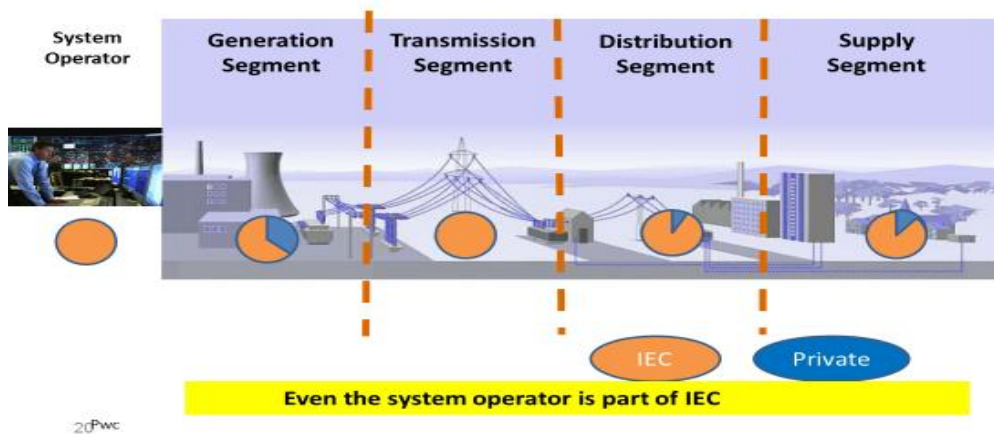 System
Operator
Generation
Segment
Transmission
Segment
Distribution
Segment
Supply
Segment
IEC
Private
Even the system operator is part of IEC
20
Pwc